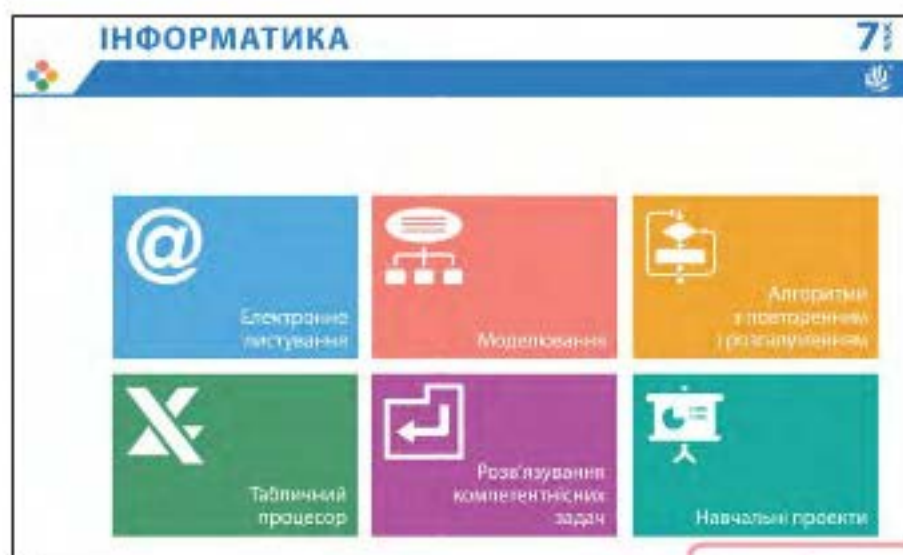 ІНФОРМАТИКА
7
@
Електронне
листування
Моделювання
Алгоритми
з повторенням
і розгалуженням
Табличний
процесор
Розв'язування
компетентнісних
задач
Навчальні проекти